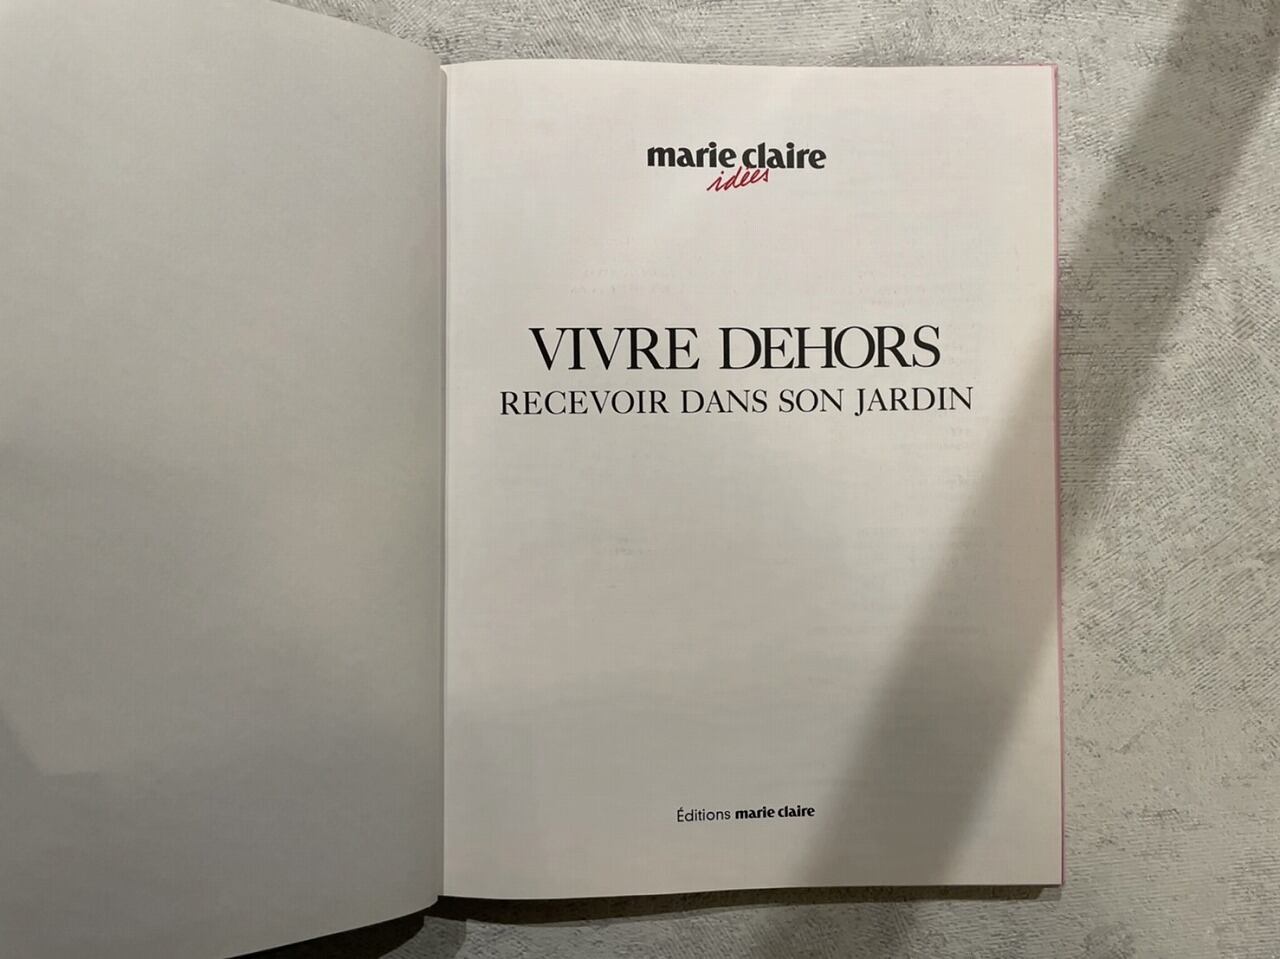 marie claire
idées
VIVRE DEHORS
RECEVOIR DANS SON JARDIN
Éditions marie claire